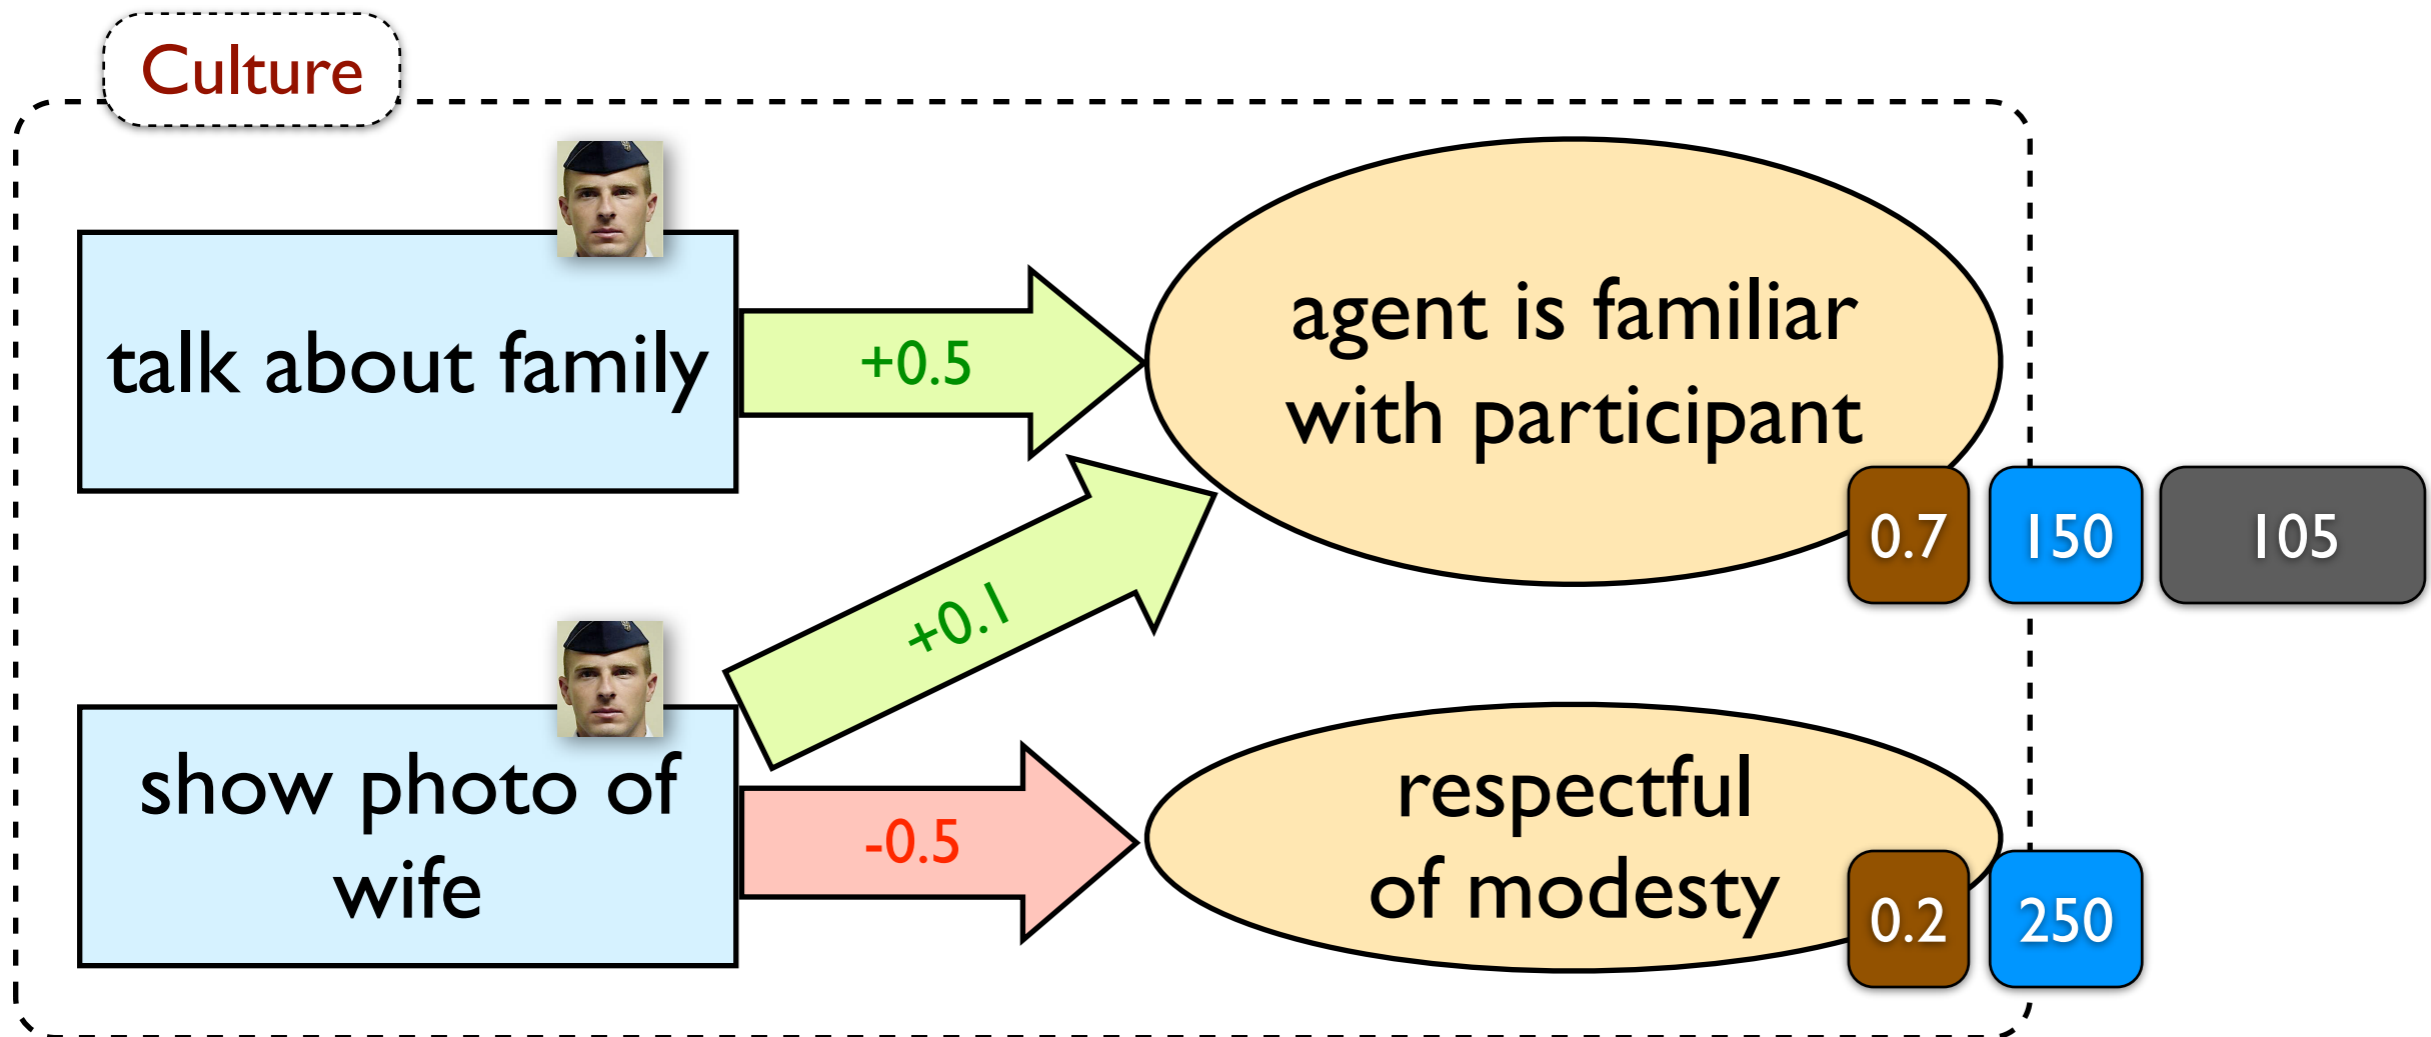 Culture
talk about family
+0.5
agent is familiar
with participant
0.7
150
105
+0.1
show photo of
wife
-0.5
respectful
of modesty
0.2
250